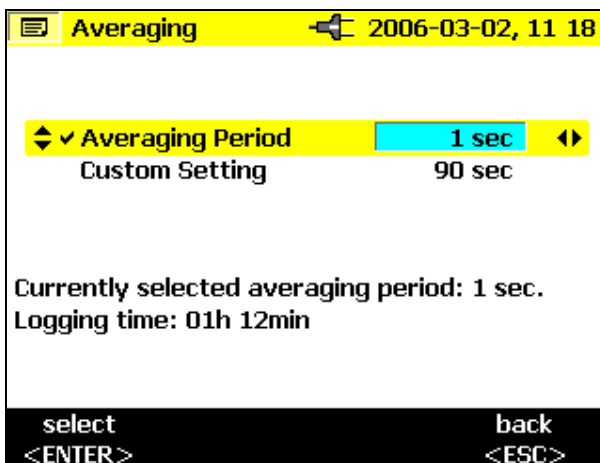 Averaging 2006-03-02, 11 18
Averaging Period 1 sec
Custom Setting 90 sec
Currently selected averaging period: 1 sec.
Logging time: 01h 12min
select back
<ENTER> <ESC>